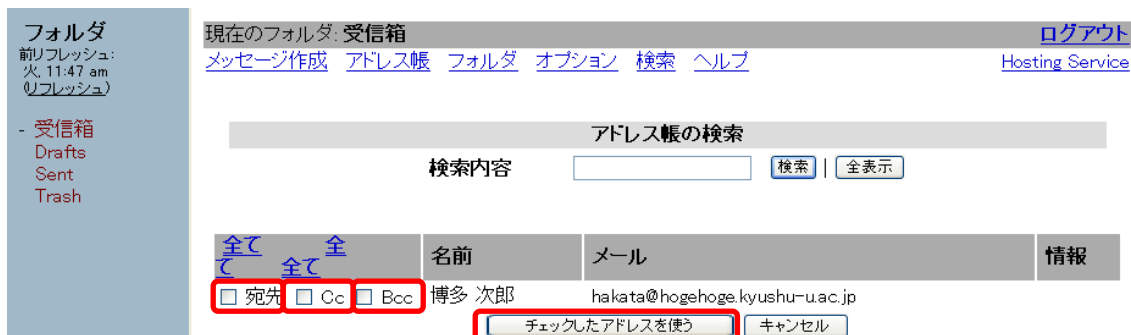 フォルダ
前リフレッシュ:
火, 11:47 am
(リフレッシュ)
- 受信箱
Drafts
Sent
Trash
現在のフォルダ: 受信箱 ログアウト
メッセージ作成 アドレス帳 フォルダ オプション 検索 ヘルプ Hosting Service
アドレス帳の検索
検索内容 検索 | 全表示
全て 全て 全て 名前 メール 情報
宛先 Cc Bcc 博多 次郎 hakata@hogehoge.kyushu-u.ac.jp
チェックしたアドレスを使う キャンセル